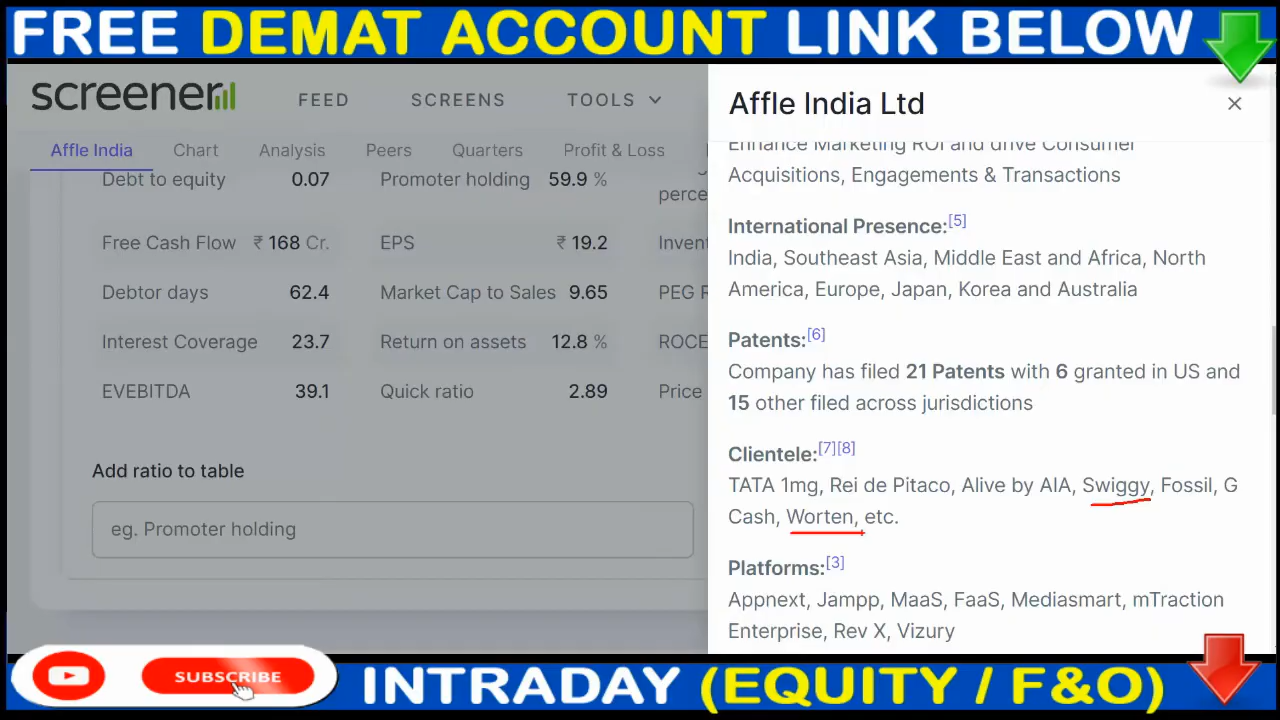 FREE DEMAT ACCOUNT LINK BELOW
screener
FEED SCREENS TOOLS
Affle India Chart Analysis Peers Quarters Profit & Loss
Debt to equity 0.07 Promoter holding 59.9 %
perce
Free Cash Flow ₹ 168 Cr. EPS ₹ 19.2 Inven
Debtor days 62.4 Market Cap to Sales 9.65 PEG R
Interest Coverage 23.7 Return on assets 12.8 % ROCE
EVEBITDA 39.1 Quick ratio 2.89 Price
Add ratio to table
eg. Promoter holding
Affle India Ltd
Enhance Marketing ROI and drive Consumer
Acquisitions, Engagements & Transactions
International Presence:[5]
India, Southeast Asia, Middle East and Africa, North
America, Europe, Japan, Korea and Australia
Patents:[6]
Company has filed 21 Patents with 6 granted in US and
15 other filed across jurisdictions
Clientele:[7][8]
TATA 1mg, Rei de Pitaco, Alive by AIA, Swiggy, Fossil, G
Cash, Worten, etc.
Platforms:[3]
Appnext, Jampp, MaaS, FaaS, Mediasmart, mTraction
Enterprise, Rev X, Vizury
SUBSCRIBE
INTRADAY (EQUITY / F&O)